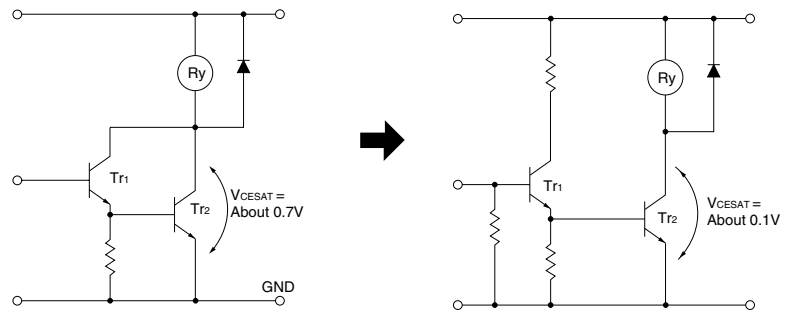 Ry
Tr1
Tr2
VCESAT =
About 0.7V
GND
Ry
Tr1
Tr2
VCESAT =
About 0.1V